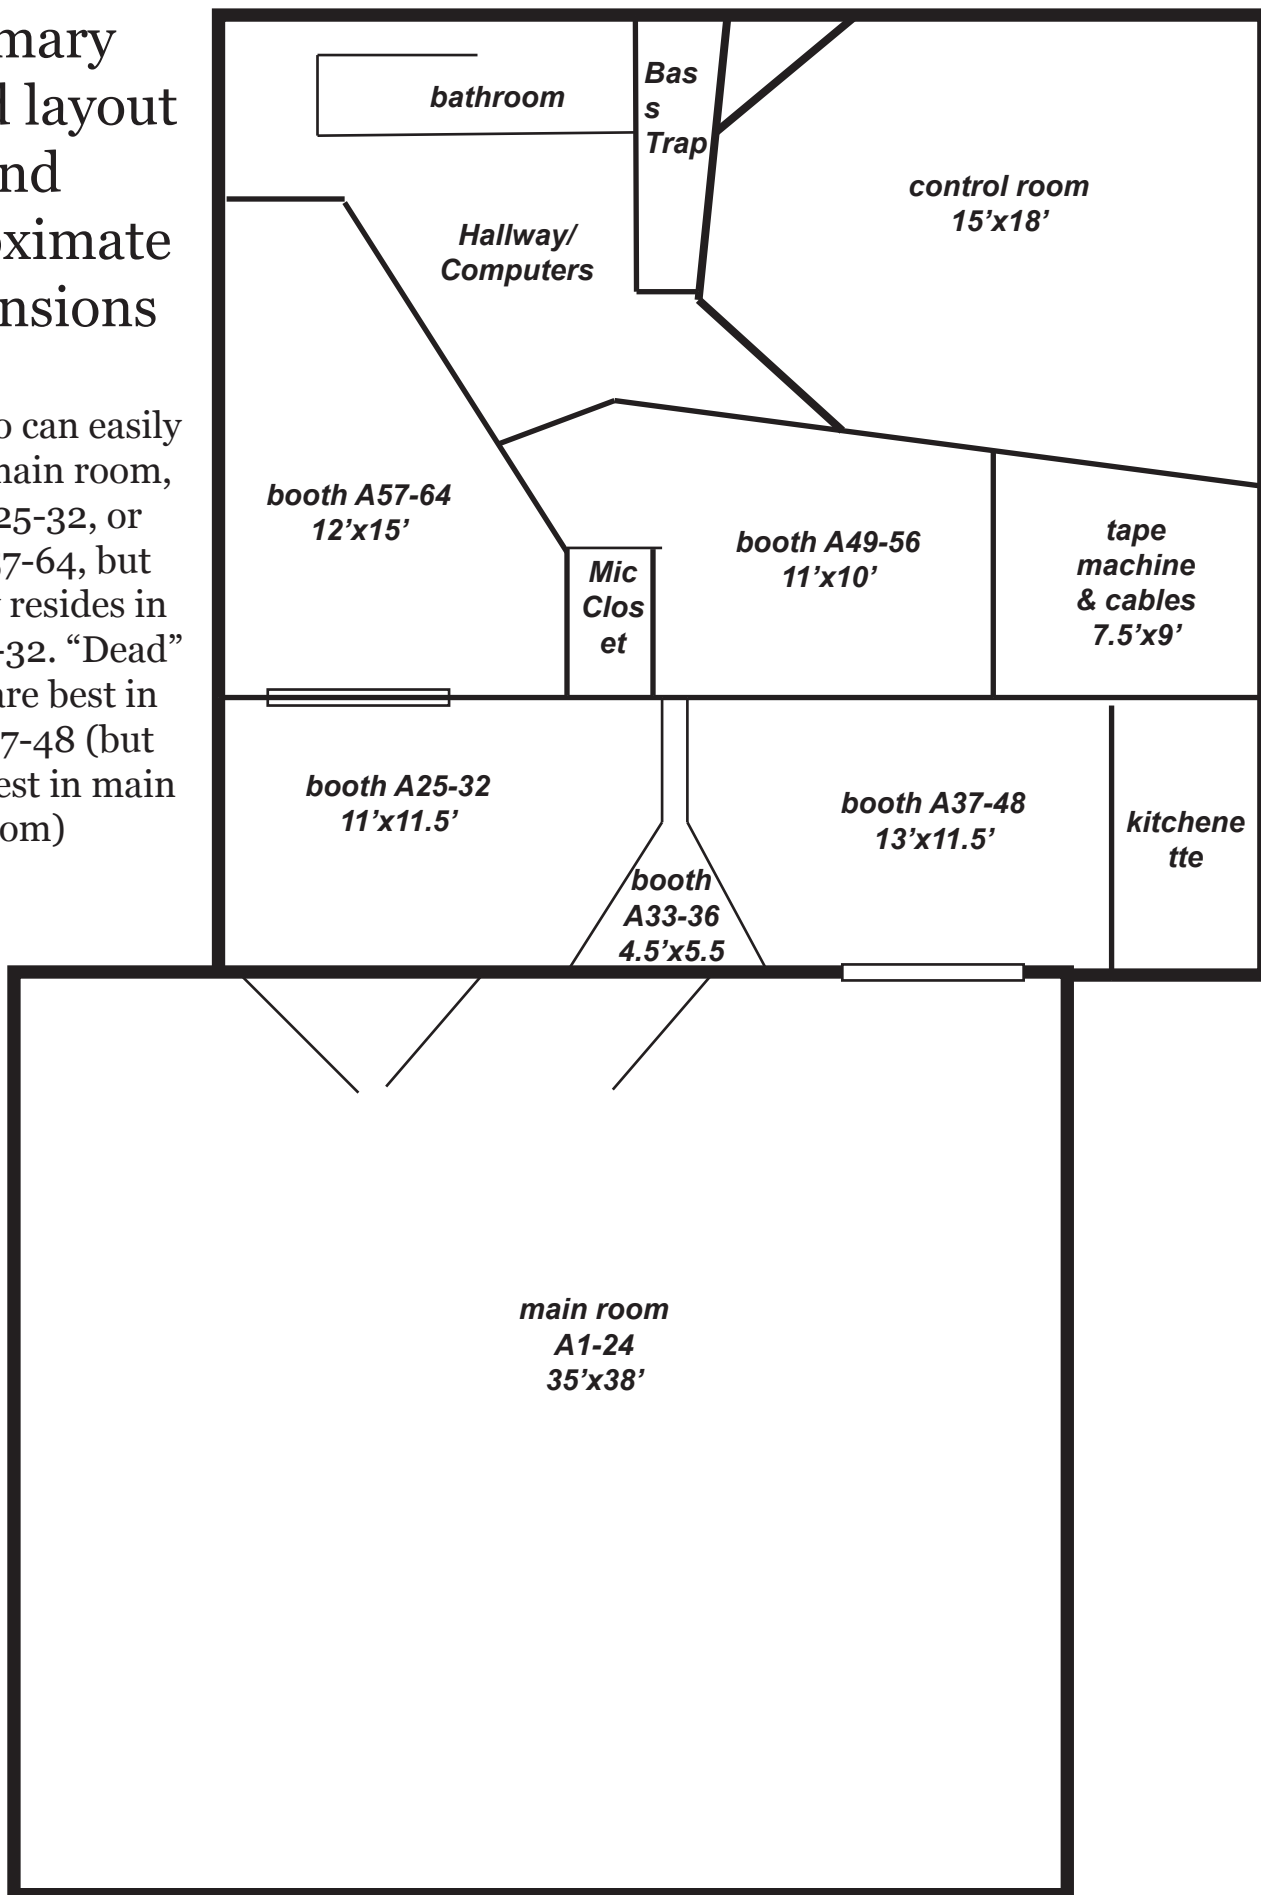 mary
d layout
nd
oximate
ensions
o can easily
main room,
25-32, or
57-64, but
y resides in
-32. “Dead”
are best in
7-48 (but
est in main
om)
bathroom
Bas
s
Trap
control room
15’x18’
Hallway/
Computers
booth A57-64
12’x15’
Mic
Clos
et
booth A49-56
11’x10’
tape
machine
& cables
7.5’x9’
booth A25-32
11’x11.5’
booth
A33-36
4.5’x5.5
booth A37-48
13’x11.5’
kitchene
tte
main room
A1-24
35’x38’